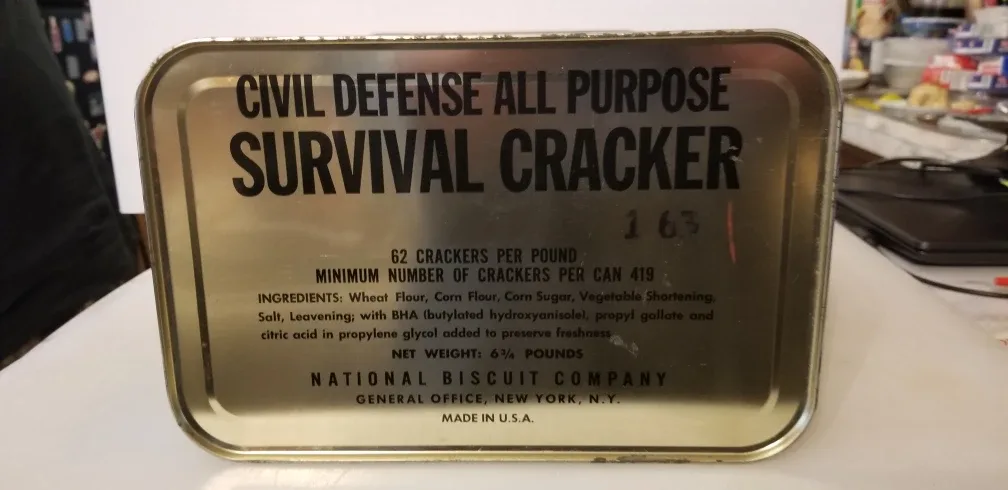 CIVIL DEFENSE ALL PURPOSE
SURVIVAL CRACKER
1 63
62 CRACKERS PER POUND
MINIMUM NUMBER OF CRACKERS PER CAN 419
INGREDIENTS: Wheat Flour, Corn Flour, Corn Sugar, Vegetable Shortening,
Salt, Leavening; with BHA (butylated hydroxyanisole), propyl gallate and
citric acid in propylene glycol added to preserve freshness
NET WEIGHT: 6¾ POUNDS
NATIONAL BISCUIT COMPANY
GENERAL OFFICE, NEW YORK, N.Y.
MADE IN U.S.A.